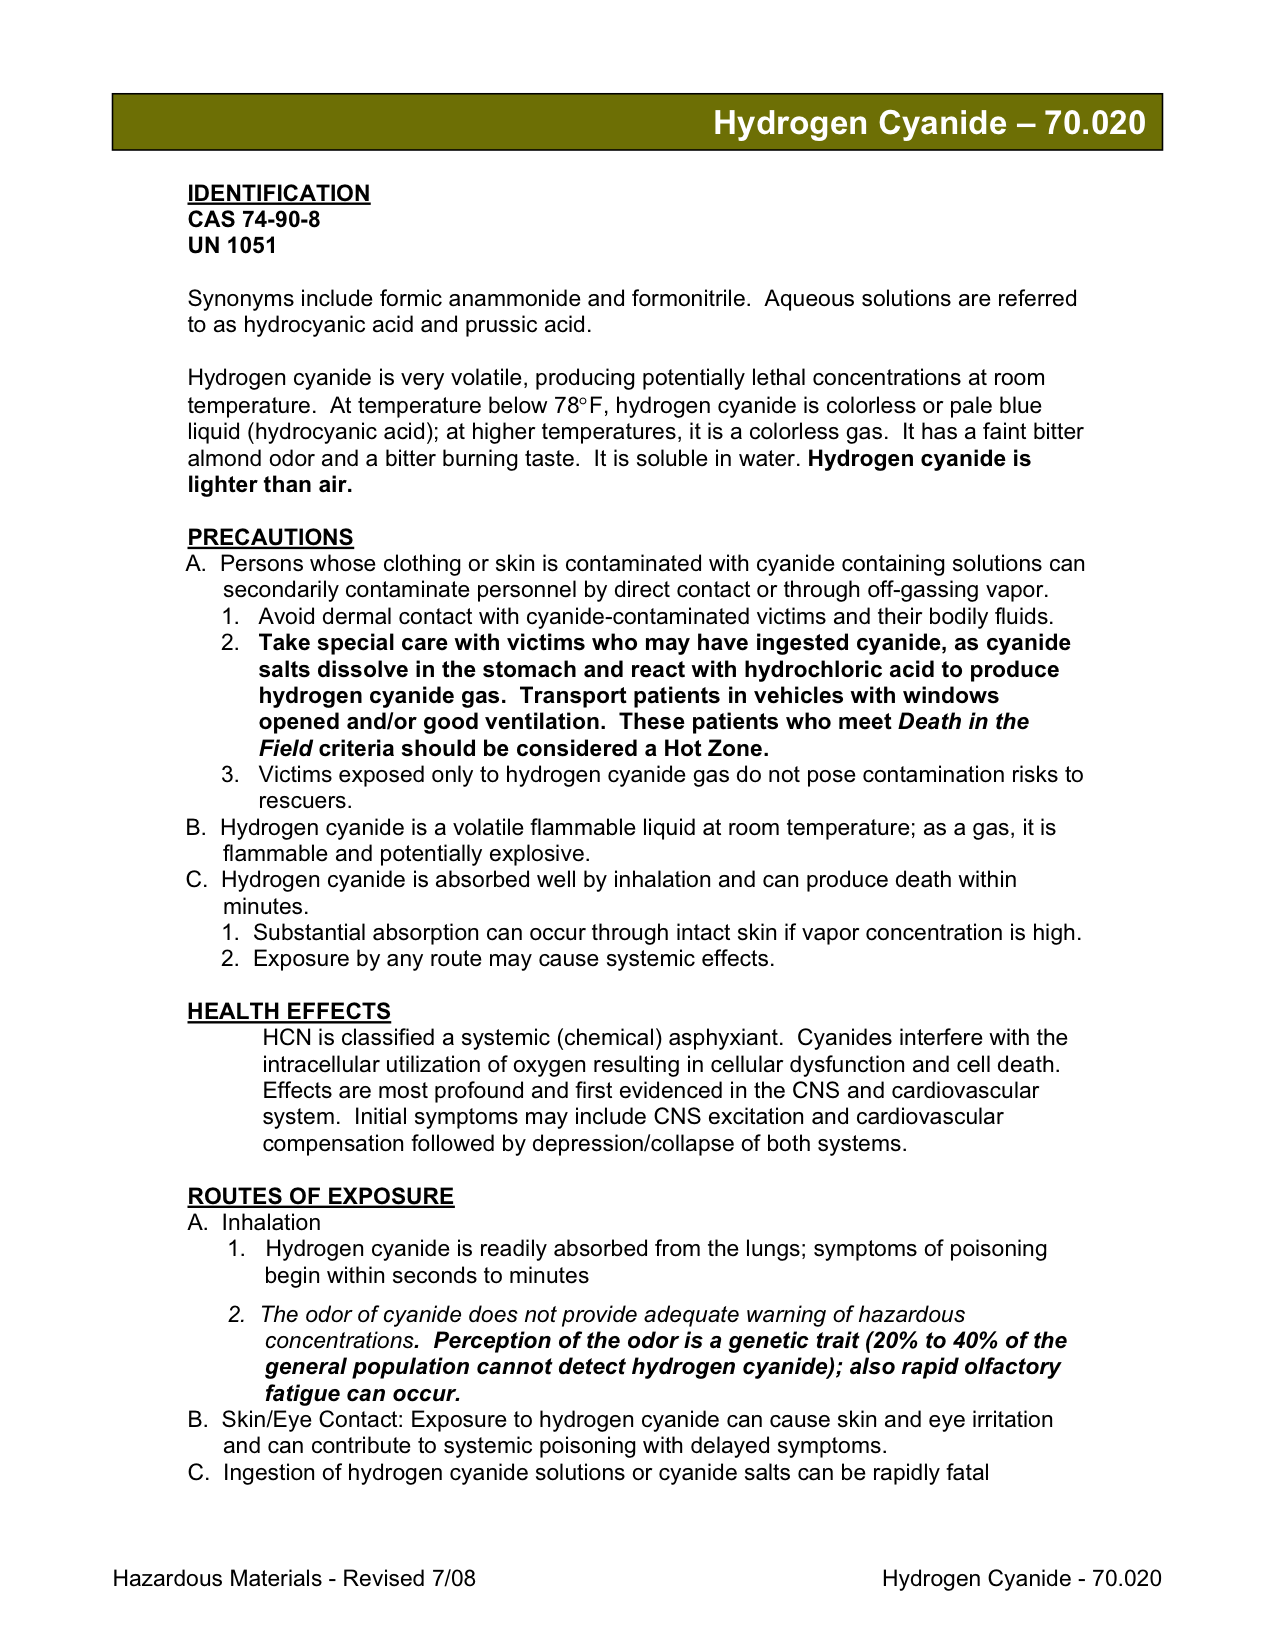 Hydrogen Cyanide – 70.020
IDENTIFICATION
CAS 74-90-8
UN 1051
Synonyms include formic anammonide and formonitrile.  Aqueous solutions are referred
to as hydrocyanic acid and prussic acid.
Hydrogen cyanide is very volatile, producing potentially lethal concentrations at room
temperature.  At temperature below 78°F, hydrogen cyanide is colorless or pale blue
liquid (hydrocyanic acid); at higher temperatures, it is a colorless gas.  It has a faint bitter
almond odor and a bitter burning taste.  It is soluble in water. Hydrogen cyanide is
lighter than air.
PRECAUTIONS
A.  Persons whose clothing or skin is contaminated with cyanide containing solutions can
secondarily contaminate personnel by direct contact or through off-gassing vapor.
1.  Avoid dermal contact with cyanide-contaminated victims and their bodily fluids.
2.  Take special care with victims who may have ingested cyanide, as cyanide
salts dissolve in the stomach and react with hydrochloric acid to produce
hydrogen cyanide gas.  Transport patients in vehicles with windows
opened and/or good ventilation.  These patients who meet Death in the
Field criteria should be considered a Hot Zone.
3.  Victims exposed only to hydrogen cyanide gas do not pose contamination risks to
rescuers.
B.  Hydrogen cyanide is a volatile flammable liquid at room temperature; as a gas, it is
flammable and potentially explosive.
C.  Hydrogen cyanide is absorbed well by inhalation and can produce death within
minutes.
1.  Substantial absorption can occur through intact skin if vapor concentration is high.
2.  Exposure by any route may cause systemic effects.
HEALTH EFFECTS
HCN is classified a systemic (chemical) asphyxiant.  Cyanides interfere with the
intracellular utilization of oxygen resulting in cellular dysfunction and cell death.
Effects are most profound and first evidenced in the CNS and cardiovascular
system.  Initial symptoms may include CNS excitation and cardiovascular
compensation followed by depression/collapse of both systems.
ROUTES OF EXPOSURE
A.  Inhalation
1.  Hydrogen cyanide is readily absorbed from the lungs; symptoms of poisoning
begin within seconds to minutes
2.  The odor of cyanide does not provide adequate warning of hazardous
concentrations.  Perception of the odor is a genetic trait (20% to 40% of the
general population cannot detect hydrogen cyanide); also rapid olfactory
fatigue can occur.
B.  Skin/Eye Contact: Exposure to hydrogen cyanide can cause skin and eye irritation
and can contribute to systemic poisoning with delayed symptoms.
C.  Ingestion of hydrogen cyanide solutions or cyanide salts can be rapidly fatal
Hazardous Materials - Revised 7/08
Hydrogen Cyanide - 70.020